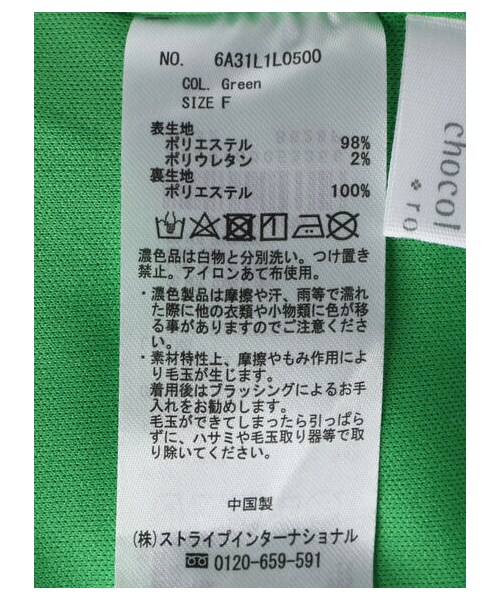 NO. 6A31L1L0500
COL. Green
SIZE F
表生地
ポリエステル 98%
ポリウレタン 2%
裏生地
ポリエステル 100%
濃色品は白物と分別洗い。つけ置き
禁止。アイロンあて布使用。
・濃色製品は摩擦や汗、雨等で濡れ
た際に他の衣類や小物類に色が移
る事がありますのでご注意くださ
い。
・素材特性上、摩擦やもみ作用によ
り毛玉が生じます。
着用後はブラッシングによるお手
入れをお勧めします。
毛玉ができてしまったら引っぱら
ずに、ハサミや毛玉取り器等で取
り除いてください。
中国製
(株)ストライプインターナショナル
0120-659-591
chocol
ro